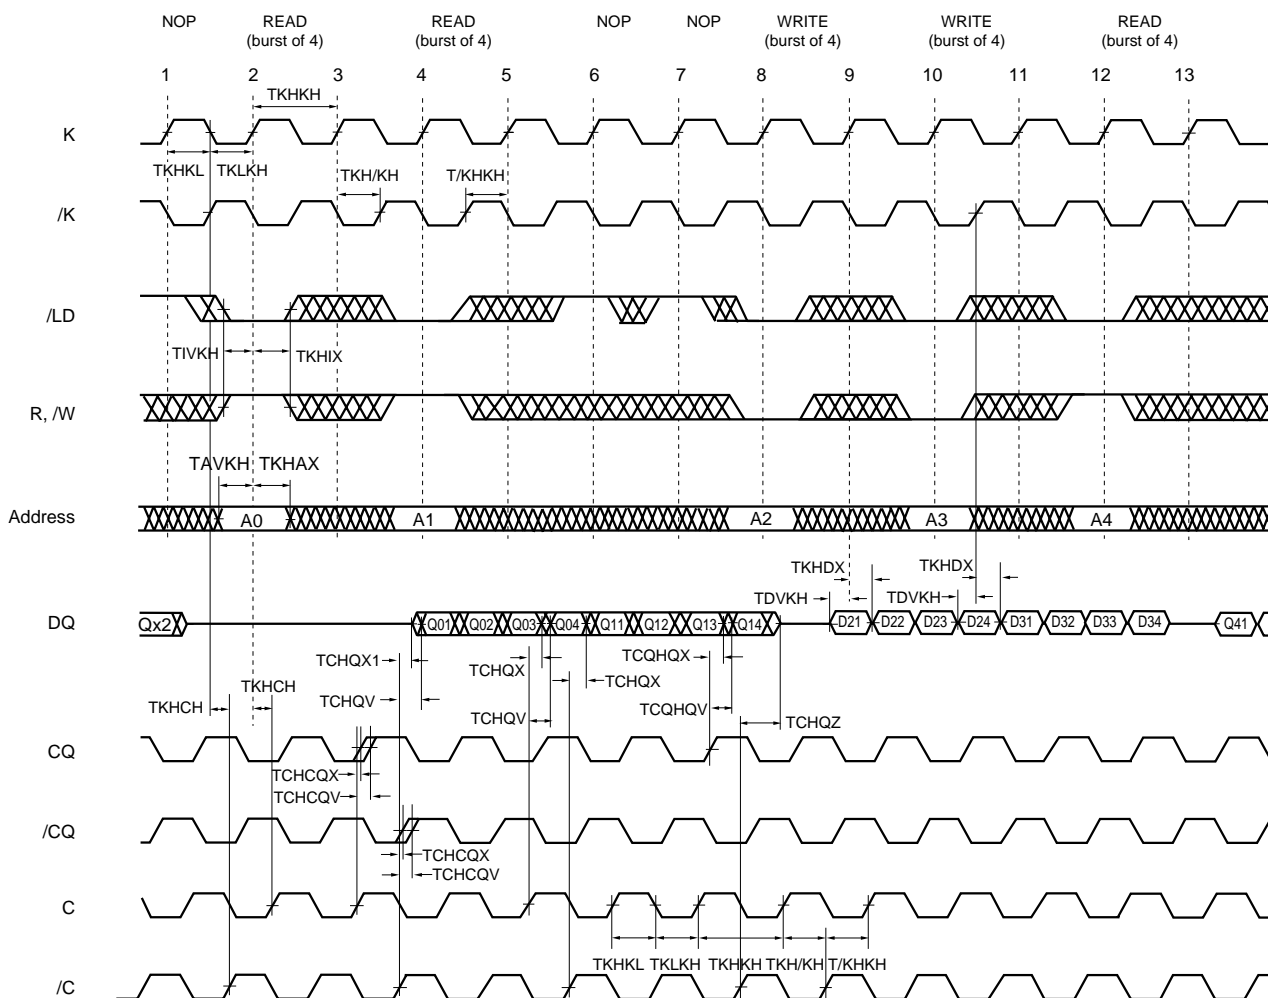 NOP READ READ NOP NOP WRITE WRITE READ
(burst of 4) (burst of 4) (burst of 4) (burst of 4) (burst of 4)
1 2 3 4 5 6 7 8 9 10 11 12 13
TKHKH
K
TKHKL TKLKH TKH/KH T/KHKH
/K
/LD
TIVKH TKHIX
R, /W
TAVKH TKHAX
Address A0 A1 A2 A3 A4
TKHDX TKHDX
TDVKH TDVKH
DQ Qx2 Q01 Q02 Q03 Q04 Q11 Q12 Q13 Q14 D21 D22 D23 D24 D31 D32 D33 D34 Q41
TCHQX1 TCHQX TCQHQX
TKHCH TCHQX
TKHCH TCHQV TCHQV TCQHQV TCHQZ
CQ
TCHCQX
TCHCQV
/CQ
TCHCQX
TCHCQV
C
TKHKL TKLKH TKHKH TKH/KH T/KHKH
/C